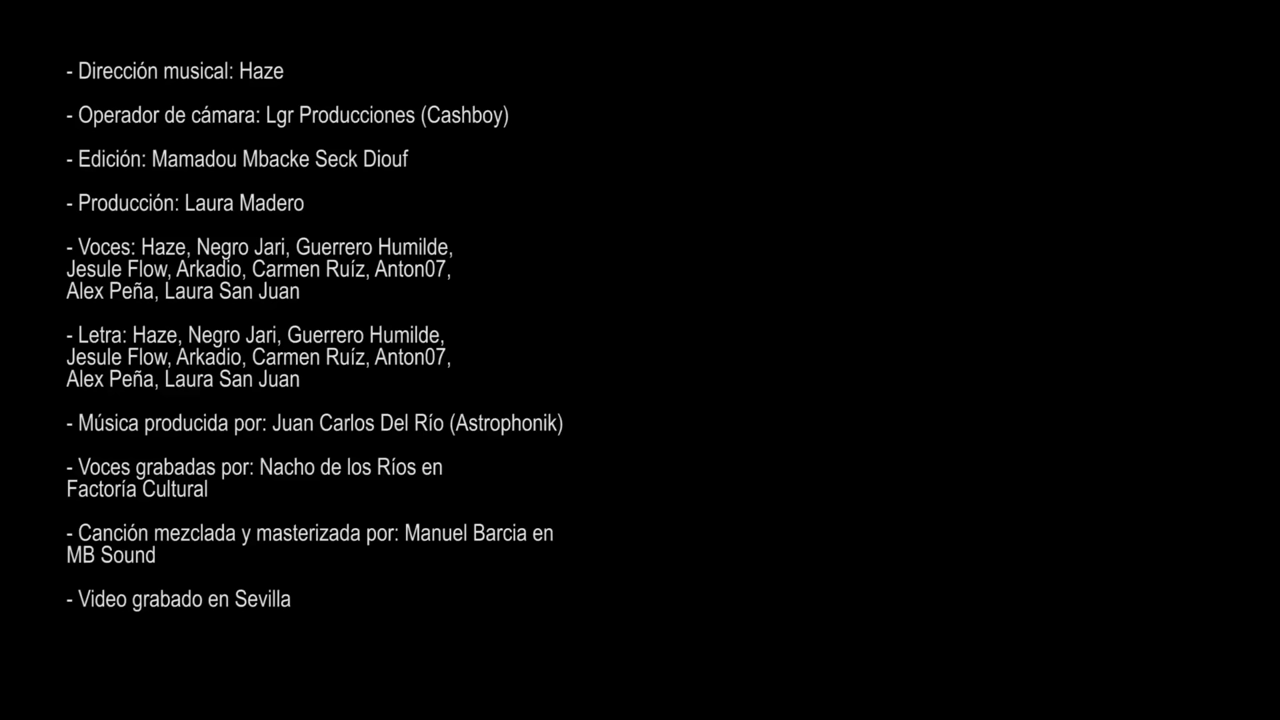 - Dirección musical: Haze
- Operador de cámara: Lgr Producciones (Cashboy)
- Edición: Mamadou Mbacke Seck Diouf
- Producción: Laura Madero
- Voces: Haze, Negro Jari, Guerrero Humilde,
Jesule Flow, Arkadio, Carmen Ruíz, Anton07,
Alex Peña, Laura San Juan
- Letra: Haze, Negro Jari, Guerrero Humilde,
Jesule Flow, Arkadio, Carmen Ruíz, Anton07,
Alex Peña, Laura San Juan
- Música producida por: Juan Carlos Del Río (Astrophonik)
- Voces grabadas por: Nacho de los Ríos en
Factoría Cultural
- Canción mezclada y masterizada por: Manuel Barcia en
MB Sound
- Video grabado en Sevilla